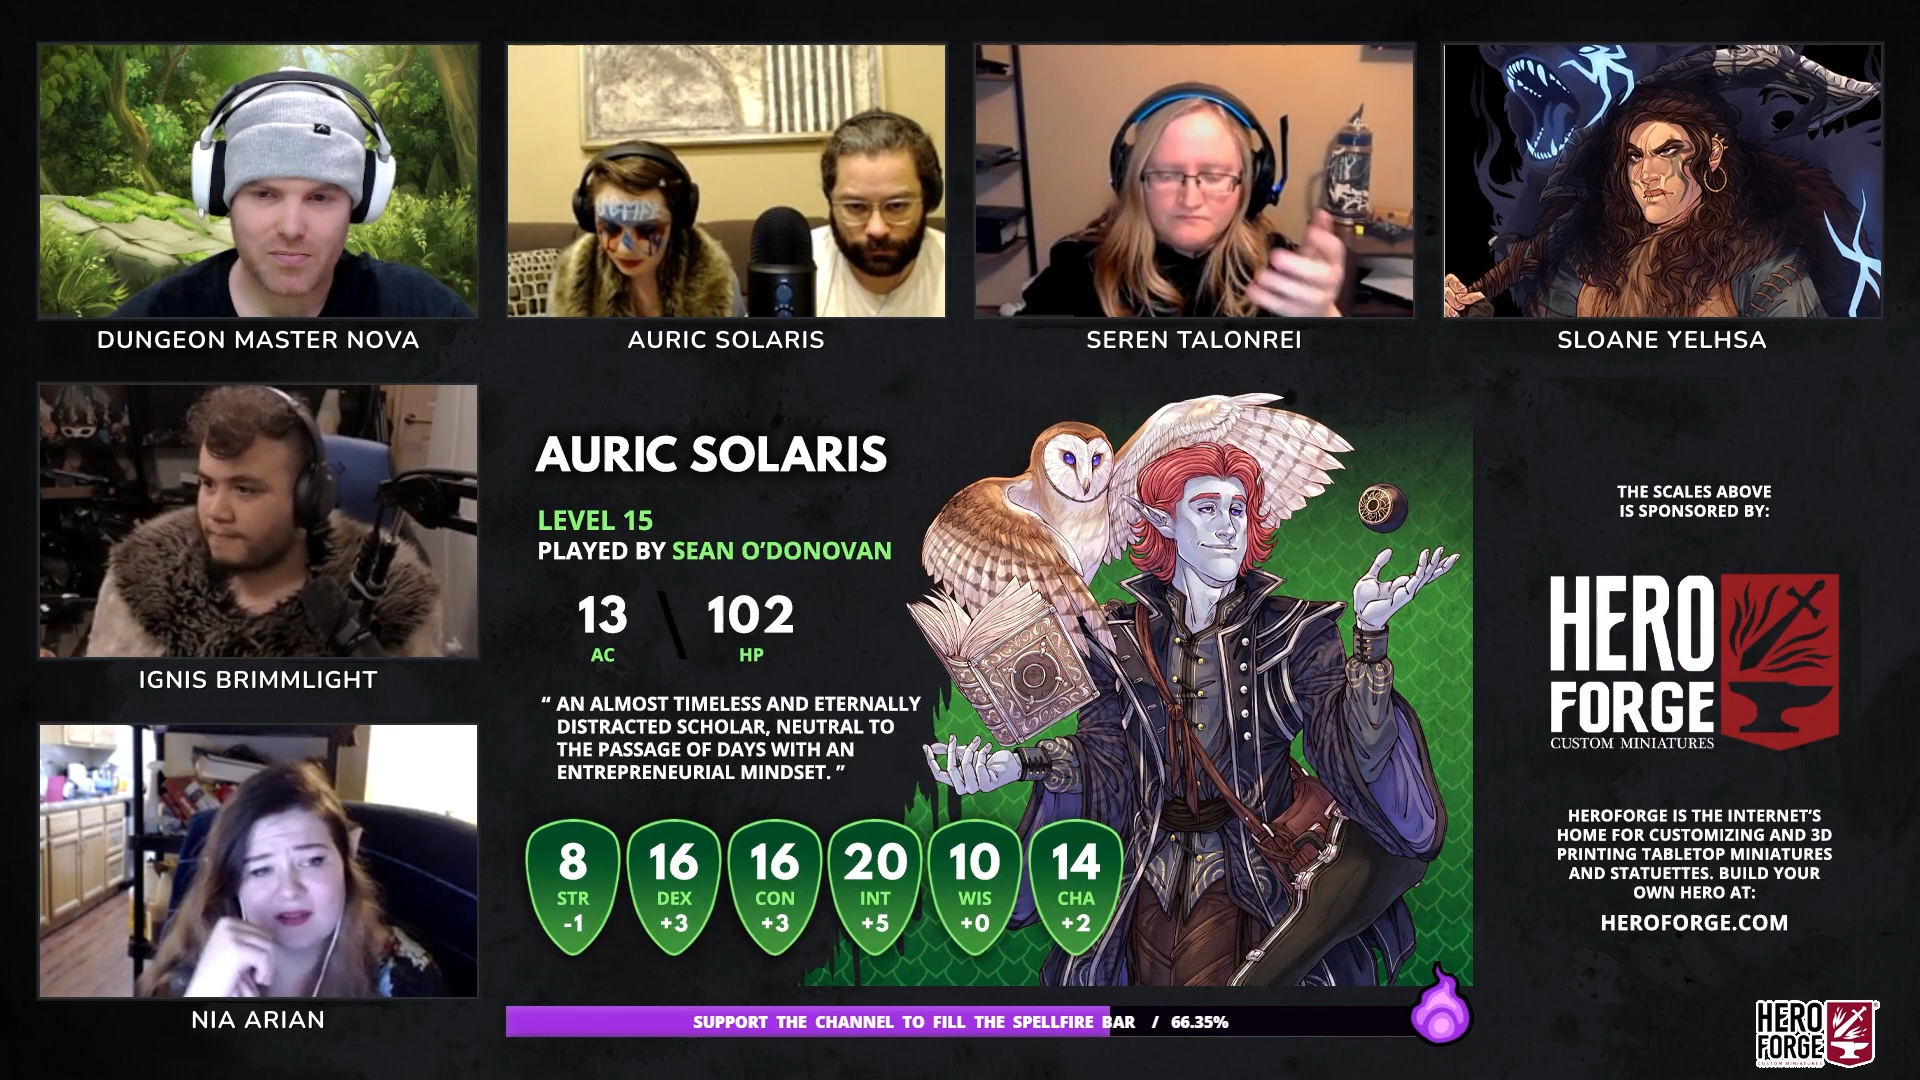 DUNGEON MASTER NOVA
AURIC SOLARIS
SEREN TALONREI
SLOANE YELHSA
IGNIS BRIMMLIGHT
NIA ARIAN
AURIC SOLARIS
LEVEL 15
PLAYED BY SEAN O'DONOVAN
13
AC
102
HP
“ AN ALMOST TIMELESS AND ETERNALLY
DISTRACTED SCHOLAR, NEUTRAL TO
THE PASSAGE OF DAYS WITH AN
ENTREPRENEURIAL MINDSET. ”
8
STR
-1
16
DEX
+3
16
CON
+3
20
INT
+5
10
WIS
+0
14
CHA
+2
SUPPORT THE CHANNEL TO FILL THE SPELLFIRE BAR / 66.35%
THE SCALES ABOVE
IS SPONSORED BY:
HERO
FORGE
CUSTOM MINIATURES
HEROFORGE IS THE INTERNET'S
HOME FOR CUSTOMIZING AND 3D
PRINTING TABLETOP MINIATURES
AND STATUETTES. BUILD YOUR
OWN HERO AT:
HEROFORGE.COM
HERO
FORGE
CUSTOM MINIATURES